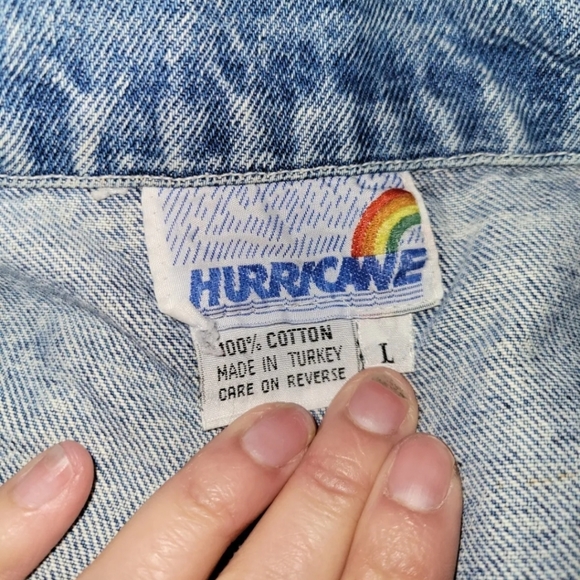 HURRICANE
100% COTTON
MADE IN TURKEY
CARE ON REVERSE
L